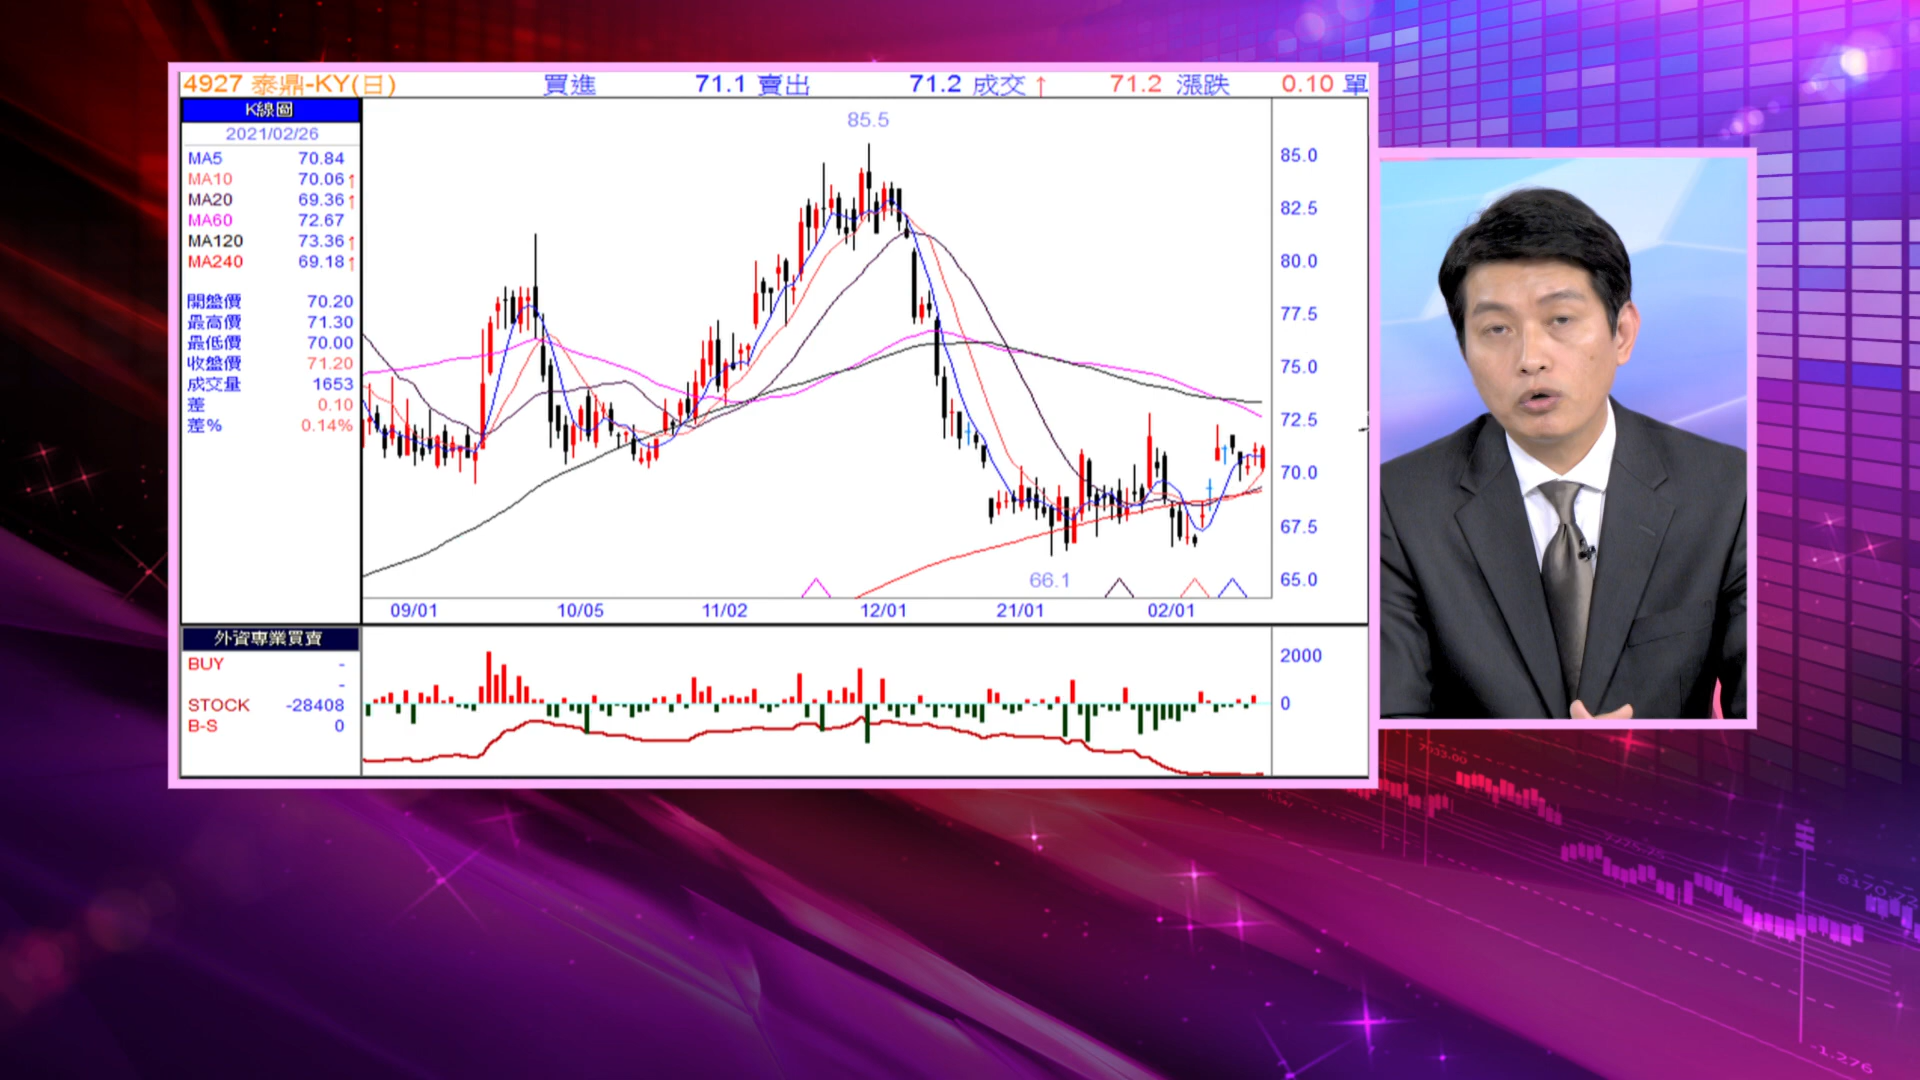 4927 泰鼎-KY(日) 買進 71.1 賣出 71.2 成交↑ 71.2 漲跌 0.10 單
K線圖
2021/02/26
MA5 70.84
MA10 70.06↑
MA20 69.36↑
MA60 72.67
MA120 73.36↑
MA240 69.18↑
開盤價 70.20
最高價 71.30
最低價 70.00
收盤價 71.20
成交量 1653
差 0.10
差% 0.14%
85.5
66.1
85.0
82.5
80.0
77.5
75.0
72.5
70.0
67.5
65.0
09/01 10/05 11/02 12/01 21/01 02/01
外資專業買賣
BUY -
-
STOCK -28408
B-S 0
2000
0
-1.276